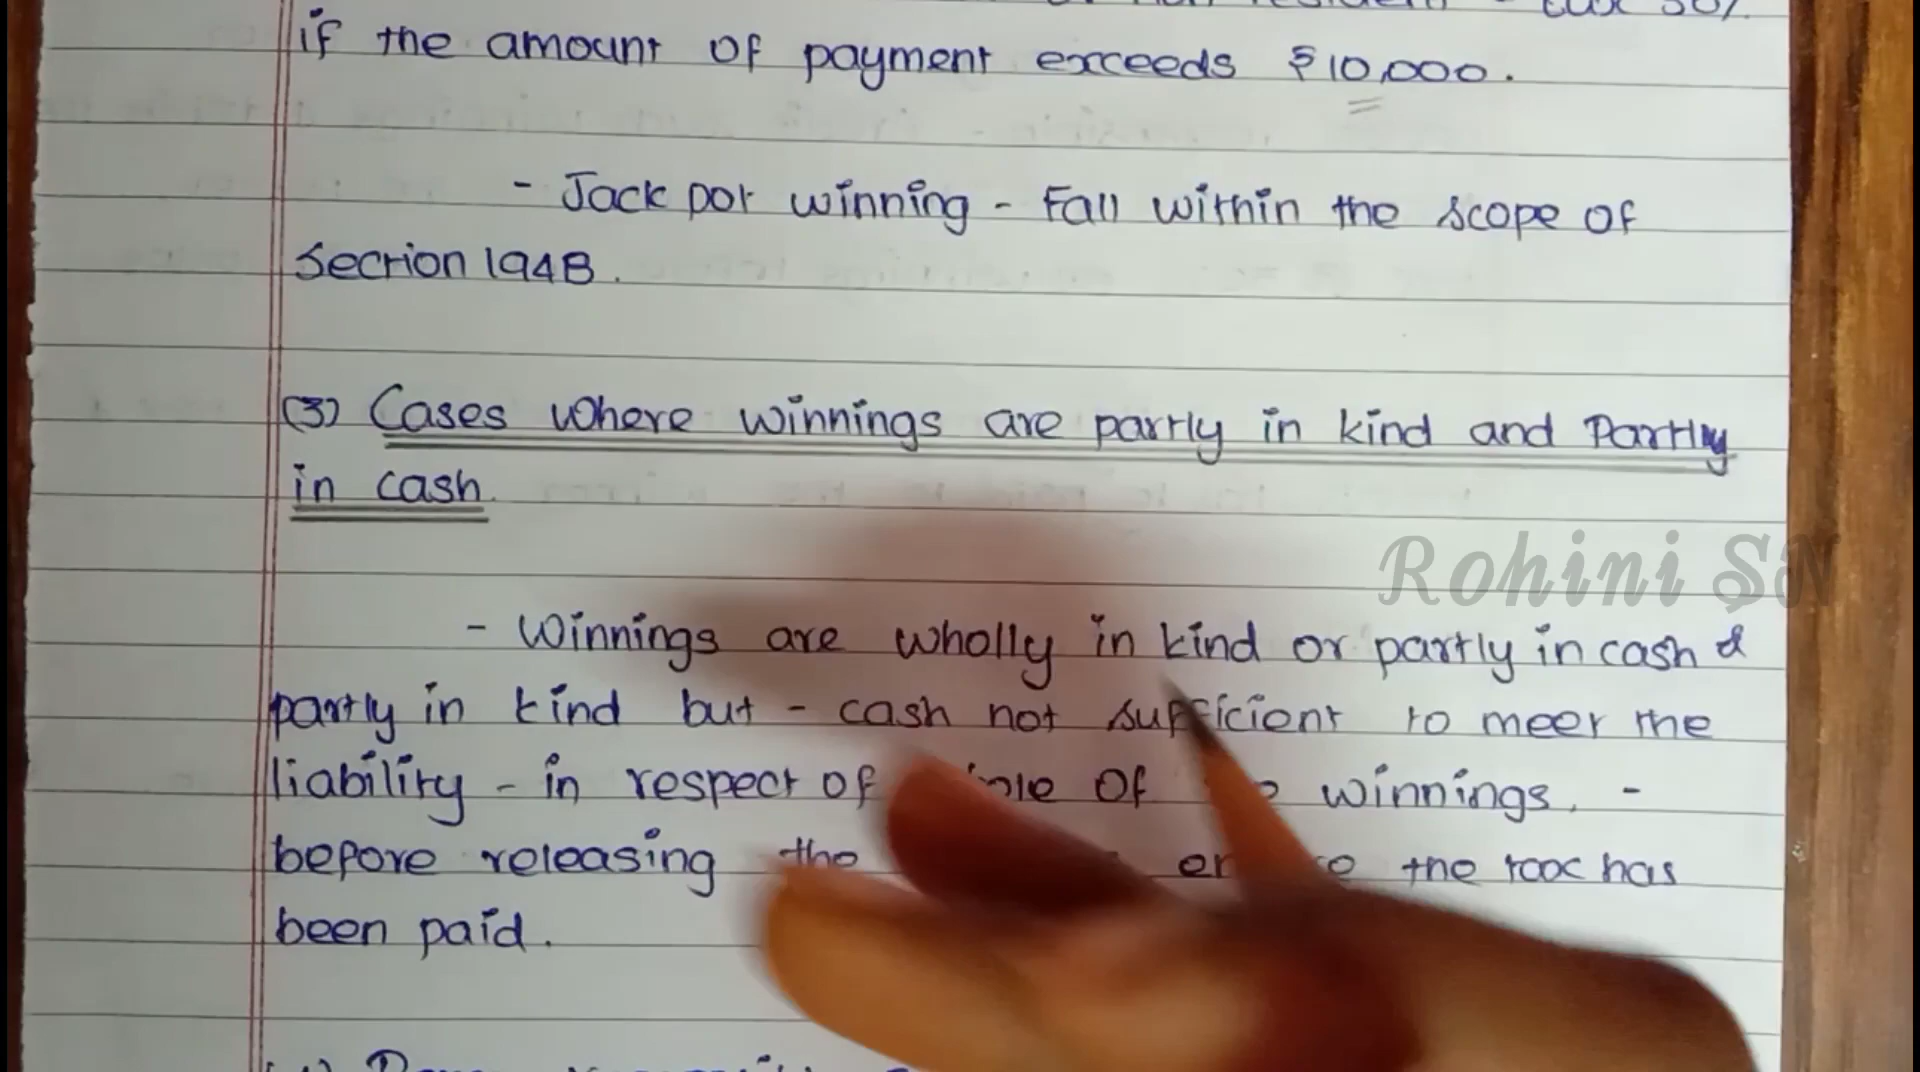 if the amount of payment exceeds ₹10,000.
- Jack pot winning - Fall within the scope of
Section 194B.
(3) Cases where winnings are partly in kind and Partly
in cash.
Rohini SN
- Winnings are wholly in kind or partly in cash &
partly in kind but - cash not sufficient to meet the
liability - in respect of of winnings, -
before releasing the the tax has
been paid.